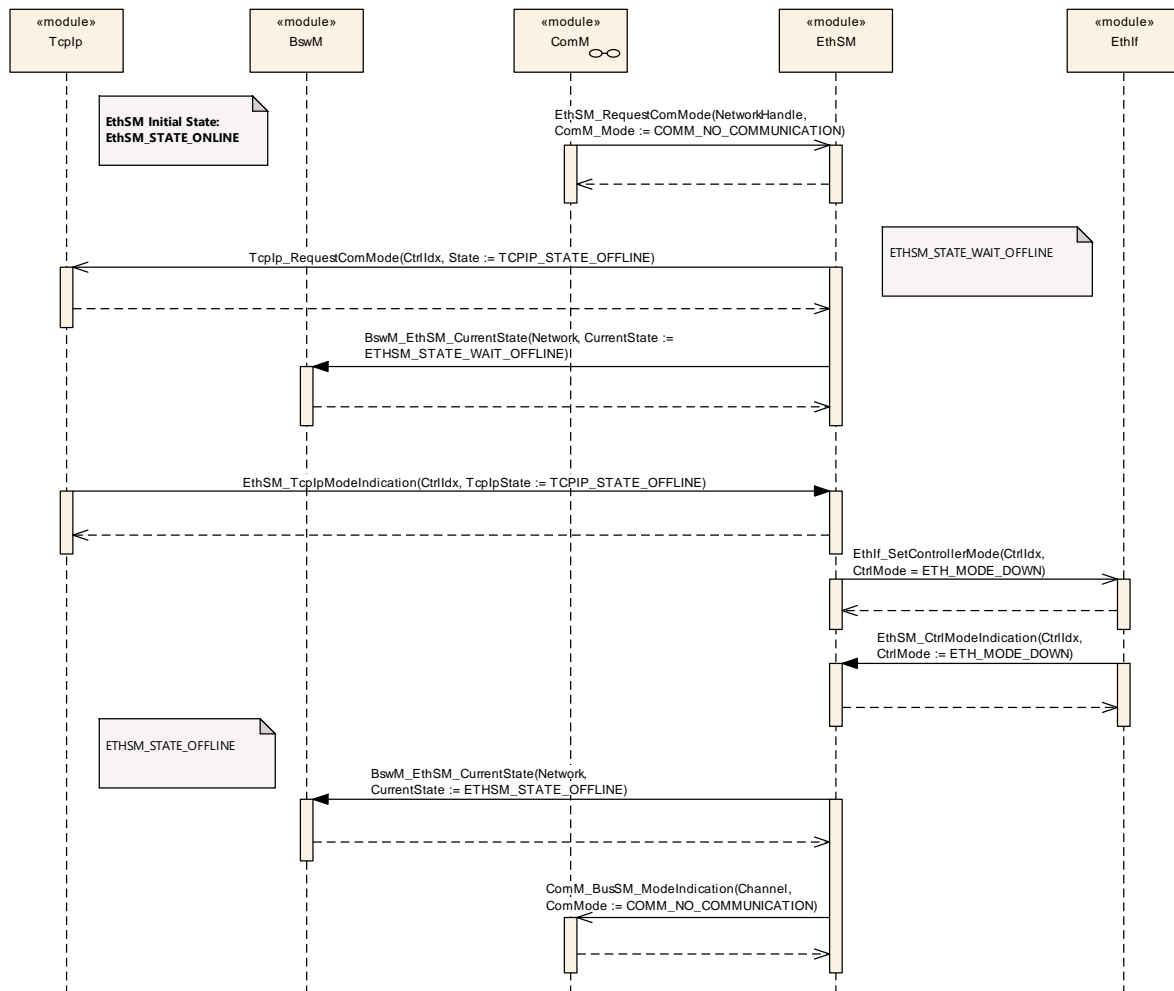 «module»
TcpIp
«module»
BswM
«module»
ComM
«module»
EthSM
«module»
EthIf
EthSM Initial State:
EthSM_STATE_ONLINE
EthSM_RequestComMode(NetworkHandle,
ComM_Mode := COMM_NO_COMMUNICATION)
ETHSM_STATE_WAIT_OFFLINE
TcpIp_RequestComMode(CtrlIdx, State := TCPIP_STATE_OFFLINE)
BswM_EthSM_CurrentState(Network, CurrentState :=
ETHSM_STATE_WAIT_OFFLINE)
EthSM_TcpIpModeIndication(CtrlIdx, TcpIpState := TCPIP_STATE_OFFLINE)
EthIf_SetControllerMode(CtrlIdx,
CtrlMode = ETH_MODE_DOWN)
EthSM_CtrlModeIndication(CtrlIdx,
CtrlMode := ETH_MODE_DOWN)
ETHSM_STATE_OFFLINE
BswM_EthSM_CurrentState(Network,
CurrentState := ETHSM_STATE_OFFLINE)
ComM_BusSM_ModeIndication(Channel,
ComMode := COMM_NO_COMMUNICATION)